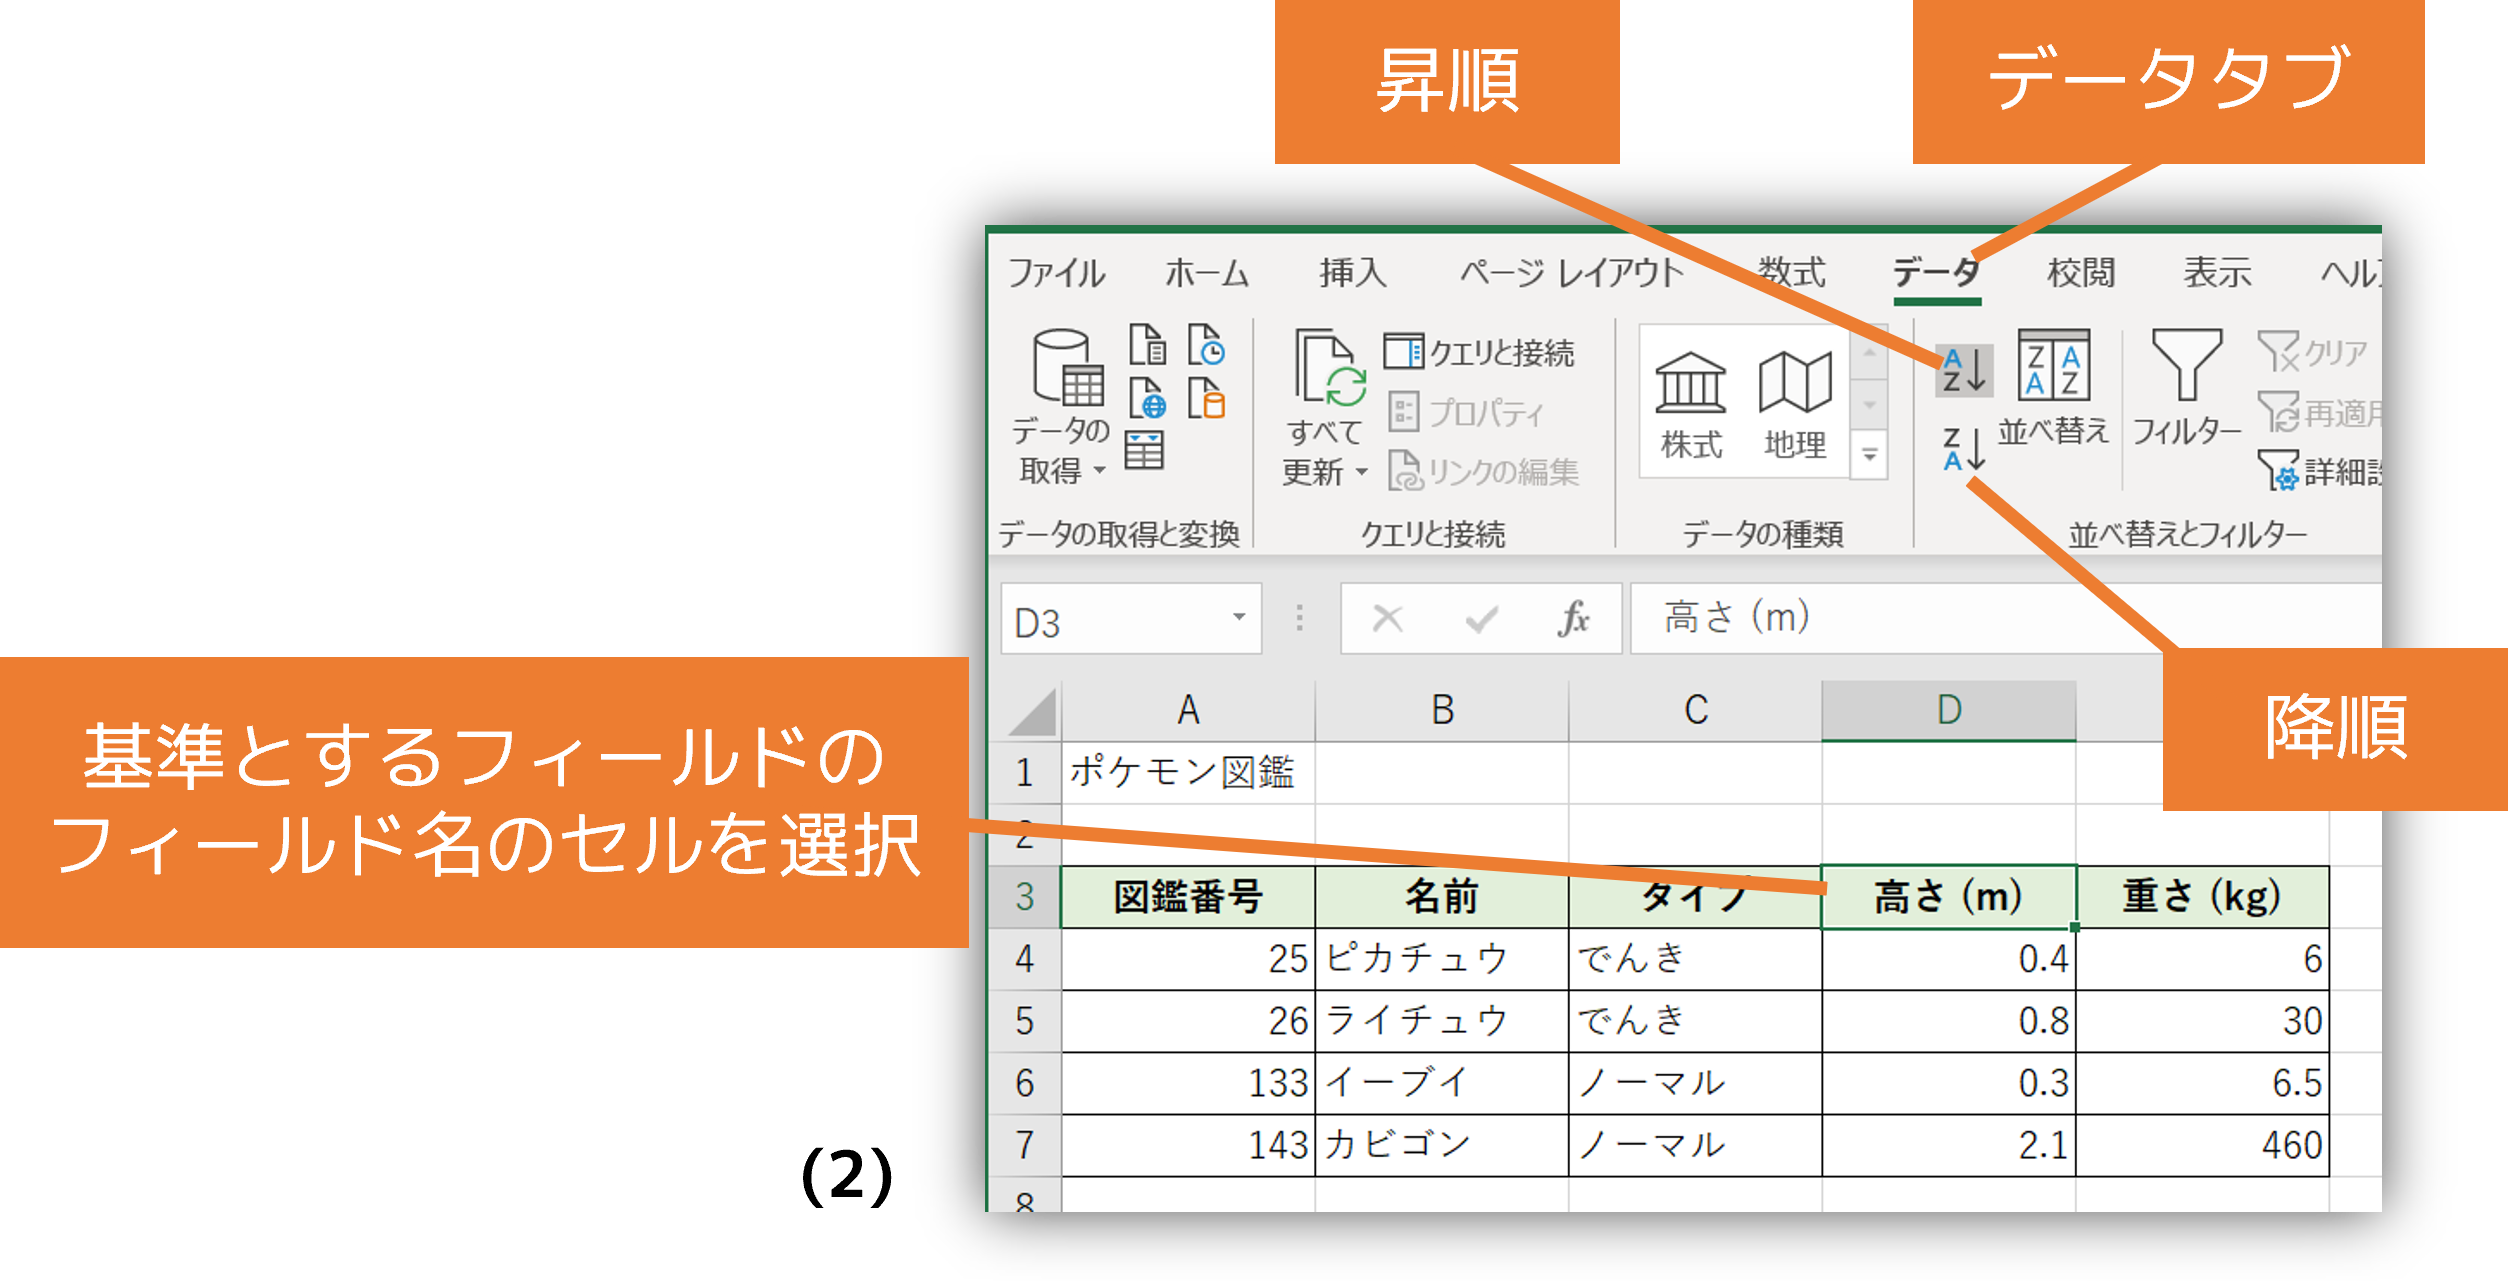 昇順
データタブ
ファイル ホーム 挿入 ページ レイアウト 数式 データ 校閲 表示
データの
取得
すべて
更新
クエリと接続
プロパティ
リンクの編集
株式 地理
A
Z
Z
A
Z A
A Z
並べ替え
フィルター
クリア
再適用
詳細設
データの取得と変換 クエリと接続 データの種類 並べ替えとフィルター
D3 fx 高さ (m)
基準とするフィールドの
フィールド名のセルを選択
降順
A B C D
1 ポケモン図鑑
2
3 図鑑番号 名前 タイプ 高さ (m) 重さ (kg)
4 25 ピカチュウ でんき 0.4 6
5 26 ライチュウ でんき 0.8 30
6 133 イーブイ ノーマル 0.3 6.5
7 143 カビゴン ノーマル 2.1 460
8
(2)